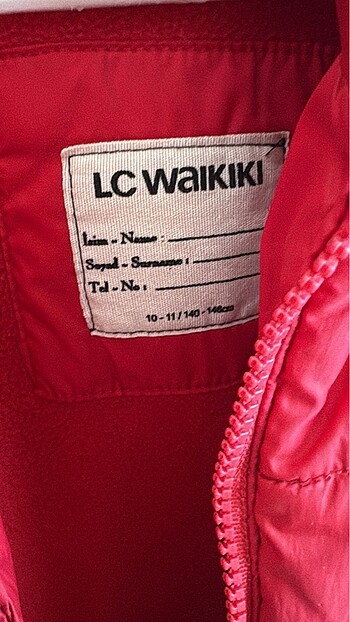 LC WAIKIKI
İsim - Name :
Soyad - Surname :
Tel - No :
10 - 11 / 140 - 146cm